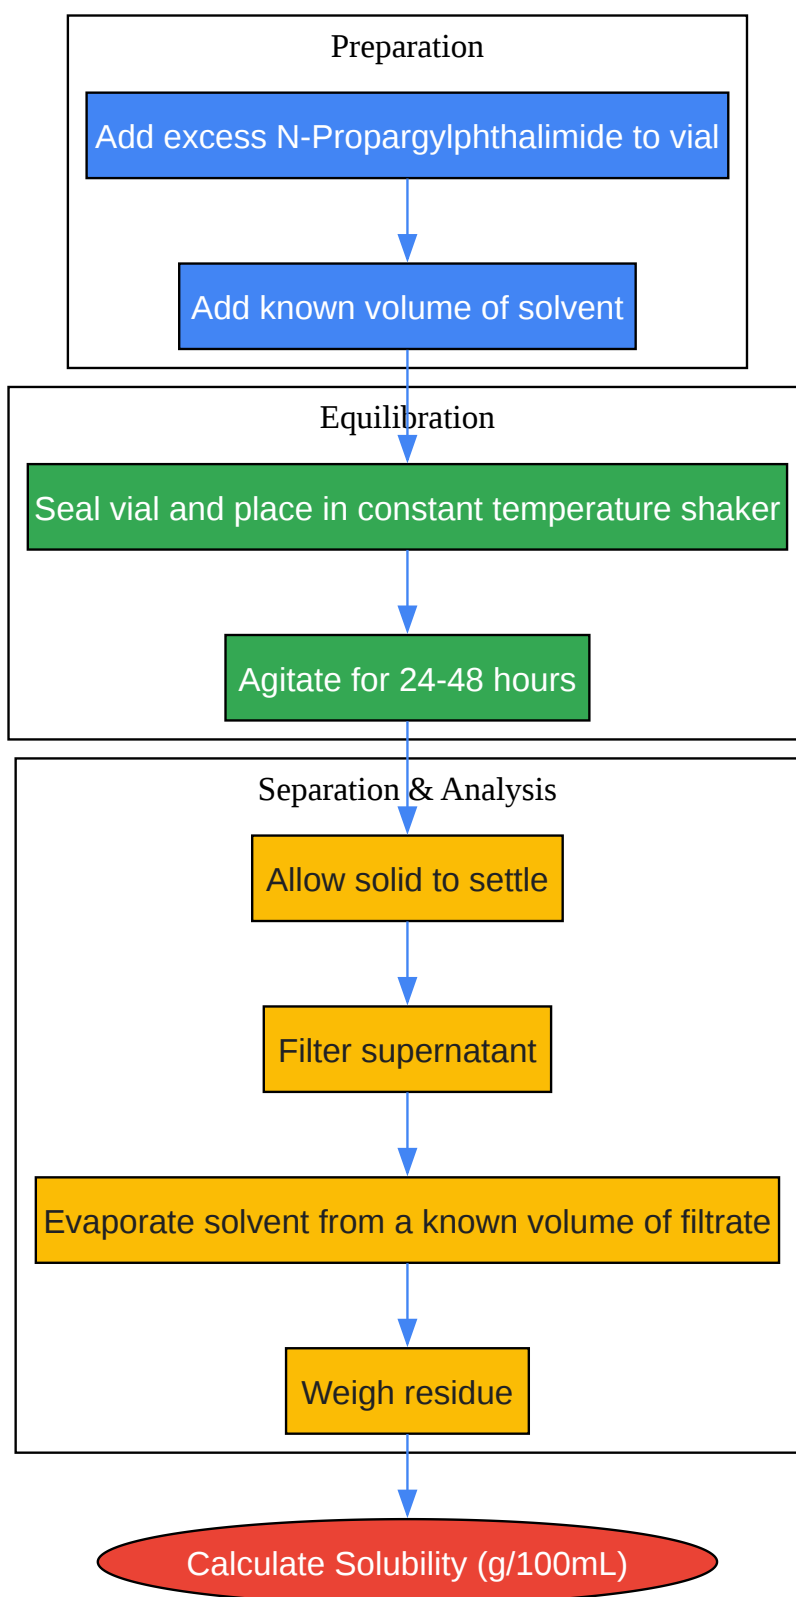 Preparation
Add excess N-Propargylphthalimide to vial
Add known volume of solvent
Equilibration
Seal vial and place in constant temperature shaker
Agitate for 24-48 hours
Separation & Analysis
Allow solid to settle
Filter supernatant
Evaporate solvent from a known volume of filtrate
Weigh residue
Calculate Solubility (g/100mL)